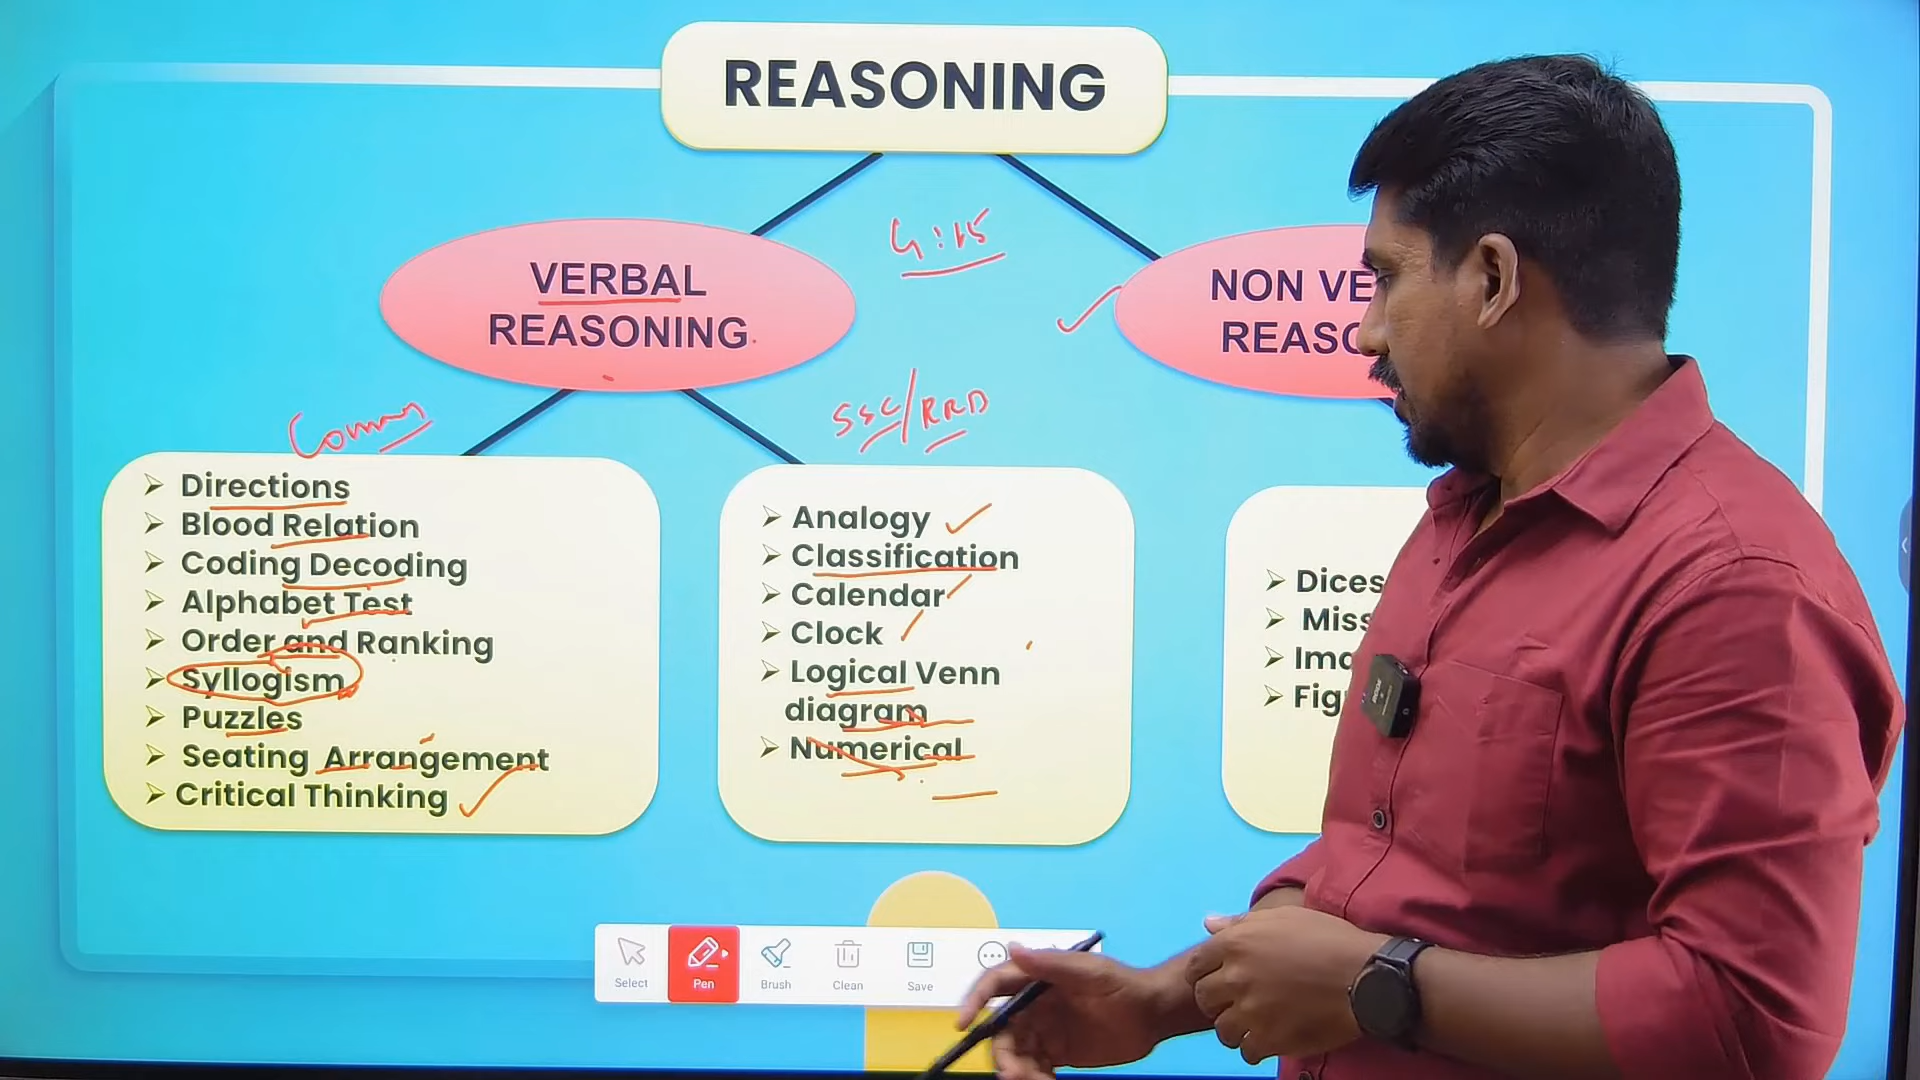 REASONING
G:15
VERBAL
REASONING
NON VE
REASO
SSC/RRB
Directions
Blood Relation
Coding Decoding
Alphabet Test
Order and Ranking
Syllogism
Puzzles
Seating Arrangement
Critical Thinking
Analogy
Classification
Calendar
Clock
Logical Venn
diagram
Numerical
Dices
Miss
Ima
Fig
Select
Pen
Brush
Clean
Save